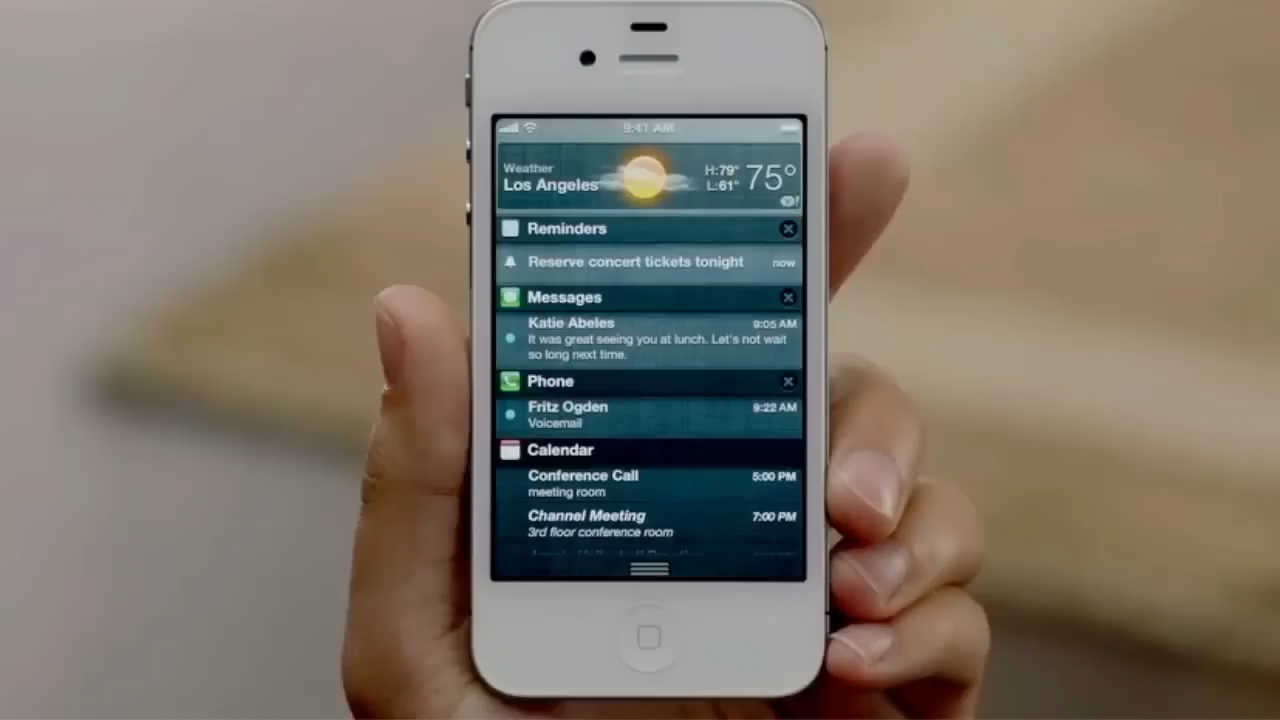 9:41 AM
Weather
Los Angeles
H:79°
L:61°
75°
Y!
Reminders
Reserve concert tickets tonight now
Messages
Katie Abeles 9:05 AM
It was great seeing you at lunch. Let's not wait
so long next time.
Phone
Fritz Ogden 9:22 AM
Voicemail
Calendar
Conference Call 5:00 PM
meeting room
Channel Meeting 7:00 PM
3rd floor conference room